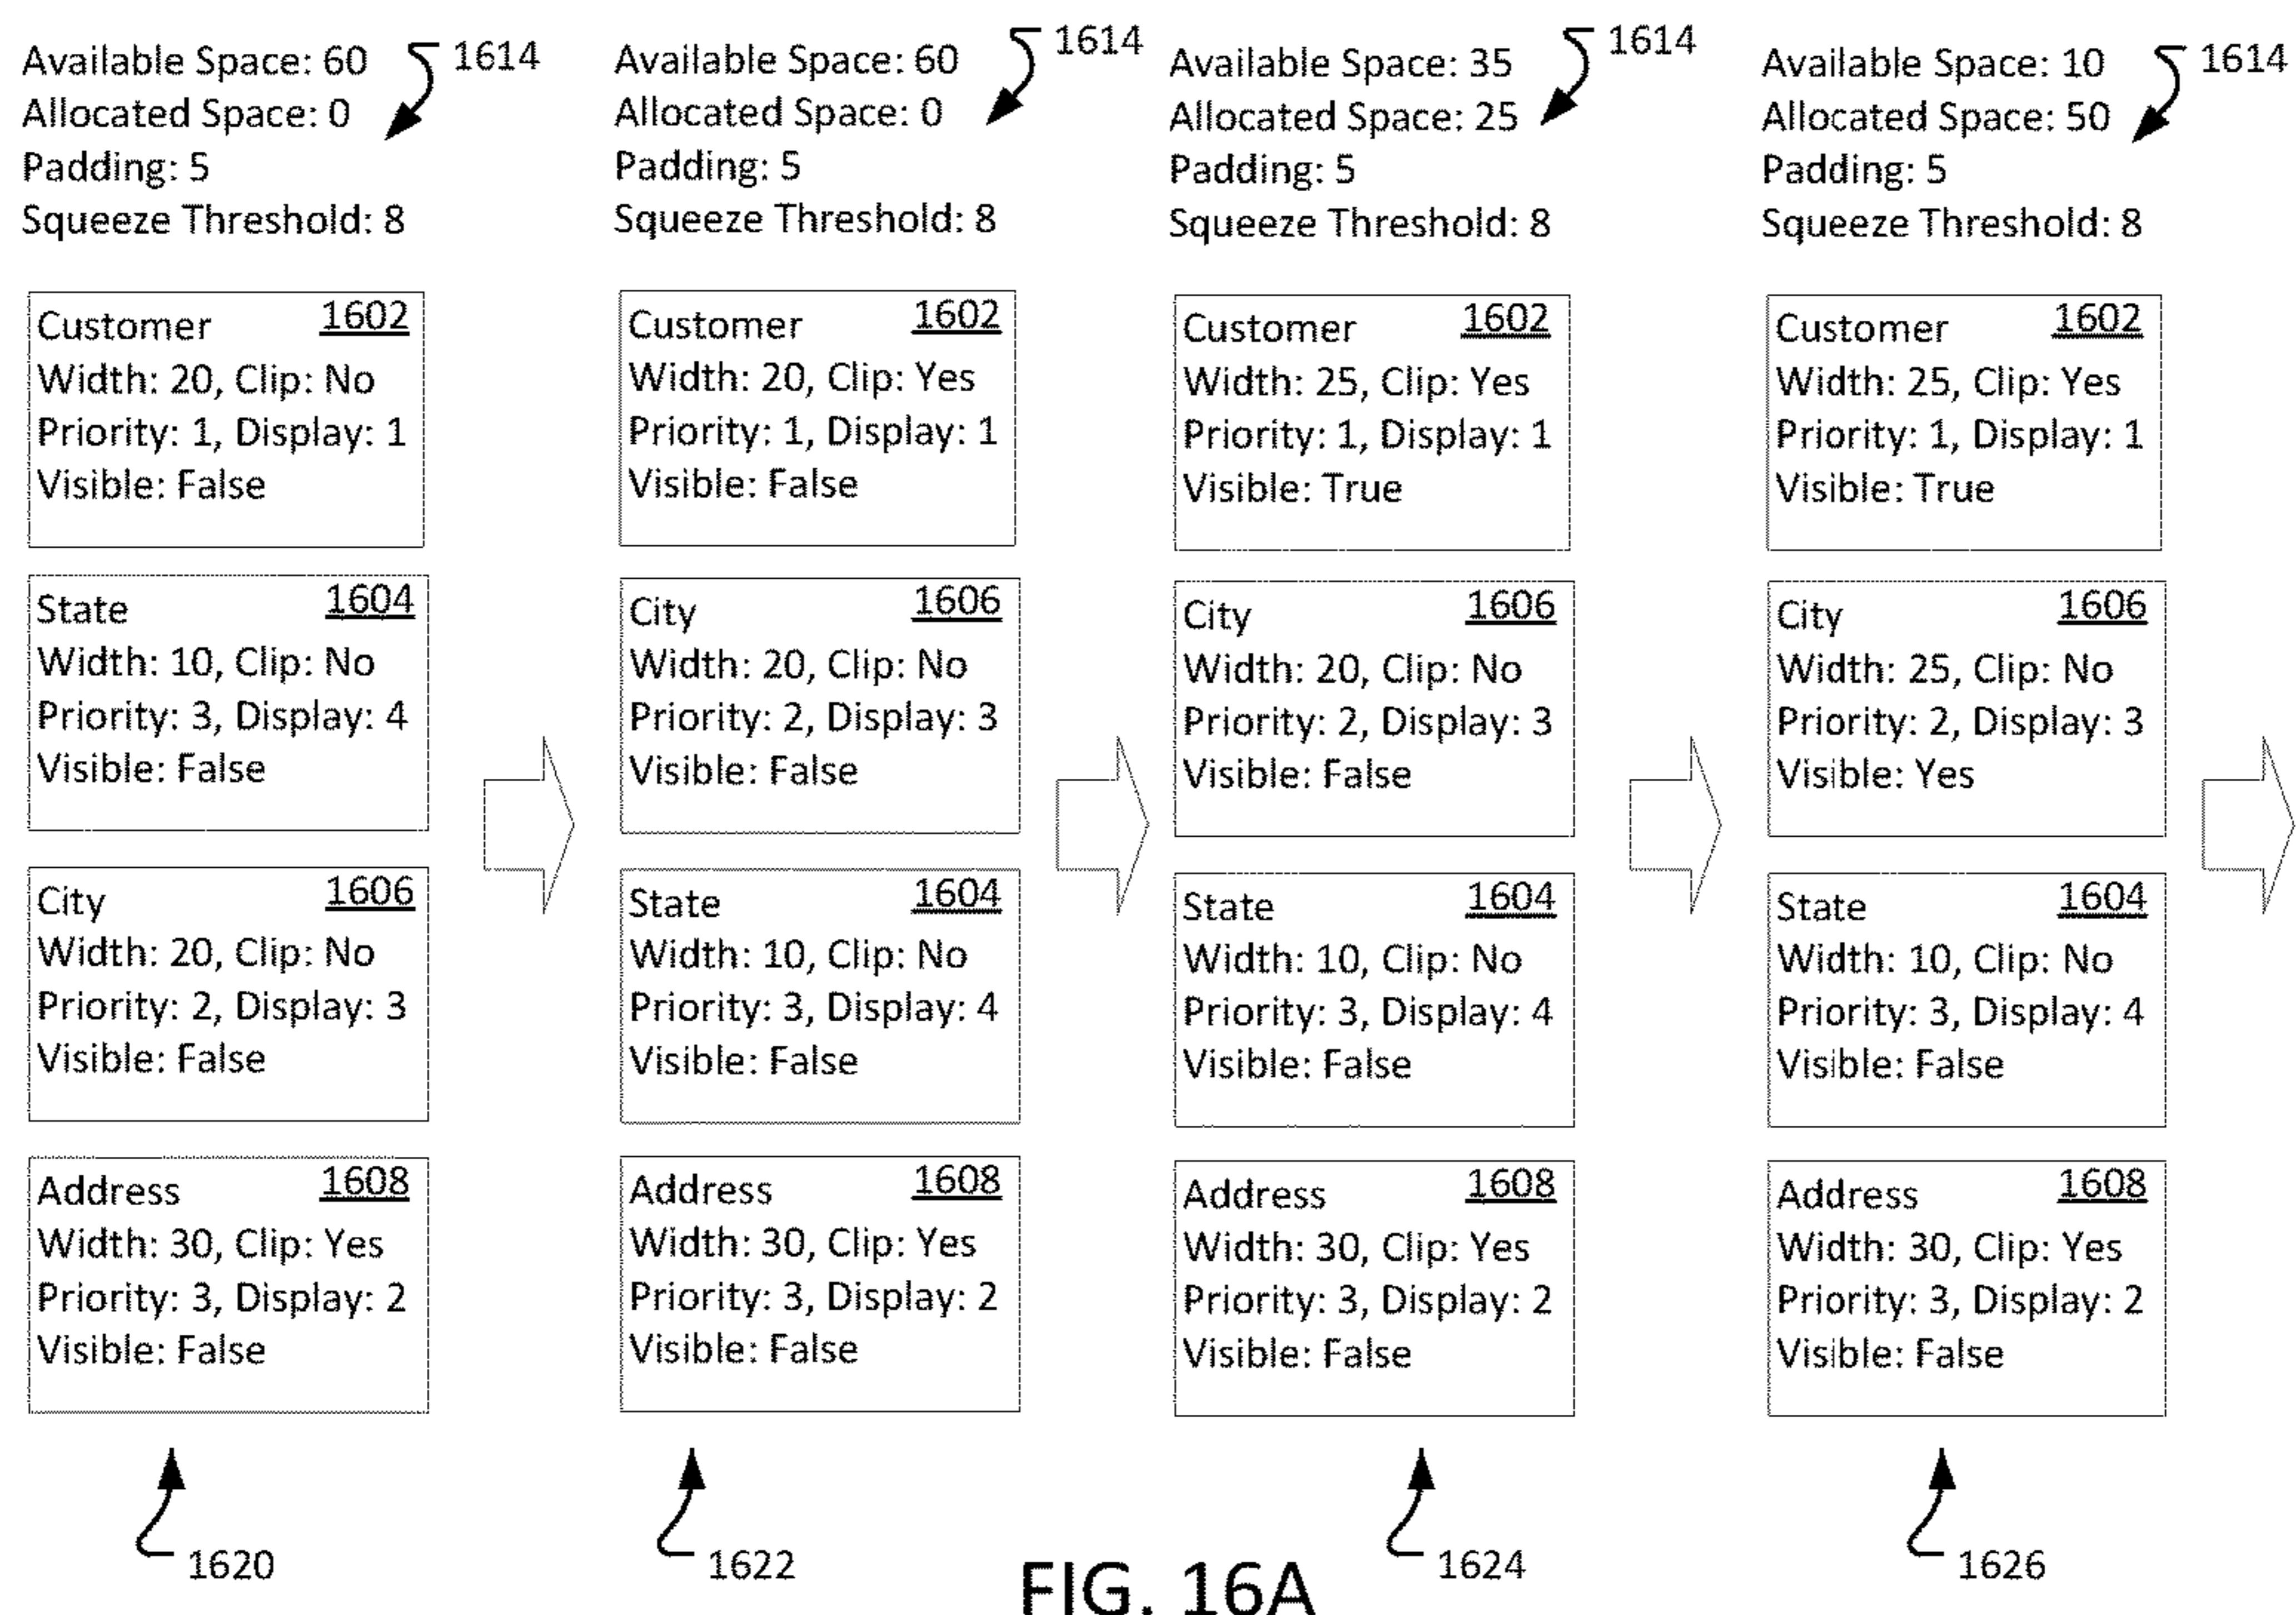 Available Space: 60
Allocated Space: 0
Padding: 5
Squeeze Threshold: 8
1614
Customer 1602
Width: 20, Clip: No
Priority: 1, Display: 1
Visible: False
State 1604
Width: 10, Clip: No
Priority: 3, Display: 4
Visible: False
City 1606
Width: 20, Clip: No
Priority: 2, Display: 3
Visible: False
Address 1608
Width: 30, Clip: Yes
Priority: 3, Display: 2
Visible: False
1620
Available Space: 60
Allocated Space: 0
Padding: 5
Squeeze Threshold: 8
1614
Customer 1602
Width: 20, Clip: Yes
Priority: 1, Display: 1
Visible: False
City 1606
Width: 20, Clip: No
Priority: 2, Display: 3
Visible: False
State 1604
Width: 10, Clip: No
Priority: 3, Display: 4
Visible: False
Address 1608
Width: 30, Clip: Yes
Priority: 3, Display: 2
Visible: False
1622
Available Space: 35
Allocated Space: 25
Padding: 5
Squeeze Threshold: 8
1614
Customer 1602
Width: 25, Clip: Yes
Priority: 1, Display: 1
Visible: True
City 1606
Width: 20, Clip: No
Priority: 2, Display: 3
Visible: False
State 1604
Width: 10, Clip: No
Priority: 3, Display: 4
Visible: False
Address 1608
Width: 30, Clip: Yes
Priority: 3, Display: 2
Visible: False
1624
Available Space: 10
Allocated Space: 50
Padding: 5
Squeeze Threshold: 8
1614
Customer 1602
Width: 25, Clip: Yes
Priority: 1, Display: 1
Visible: True
City 1606
Width: 25, Clip: No
Priority: 2, Display: 3
Visible: Yes
State 1604
Width: 10, Clip: No
Priority: 3, Display: 4
Visible: False
Address 1608
Width: 30, Clip: Yes
Priority: 3, Display: 2
Visible: False
1626
FIG. 16A